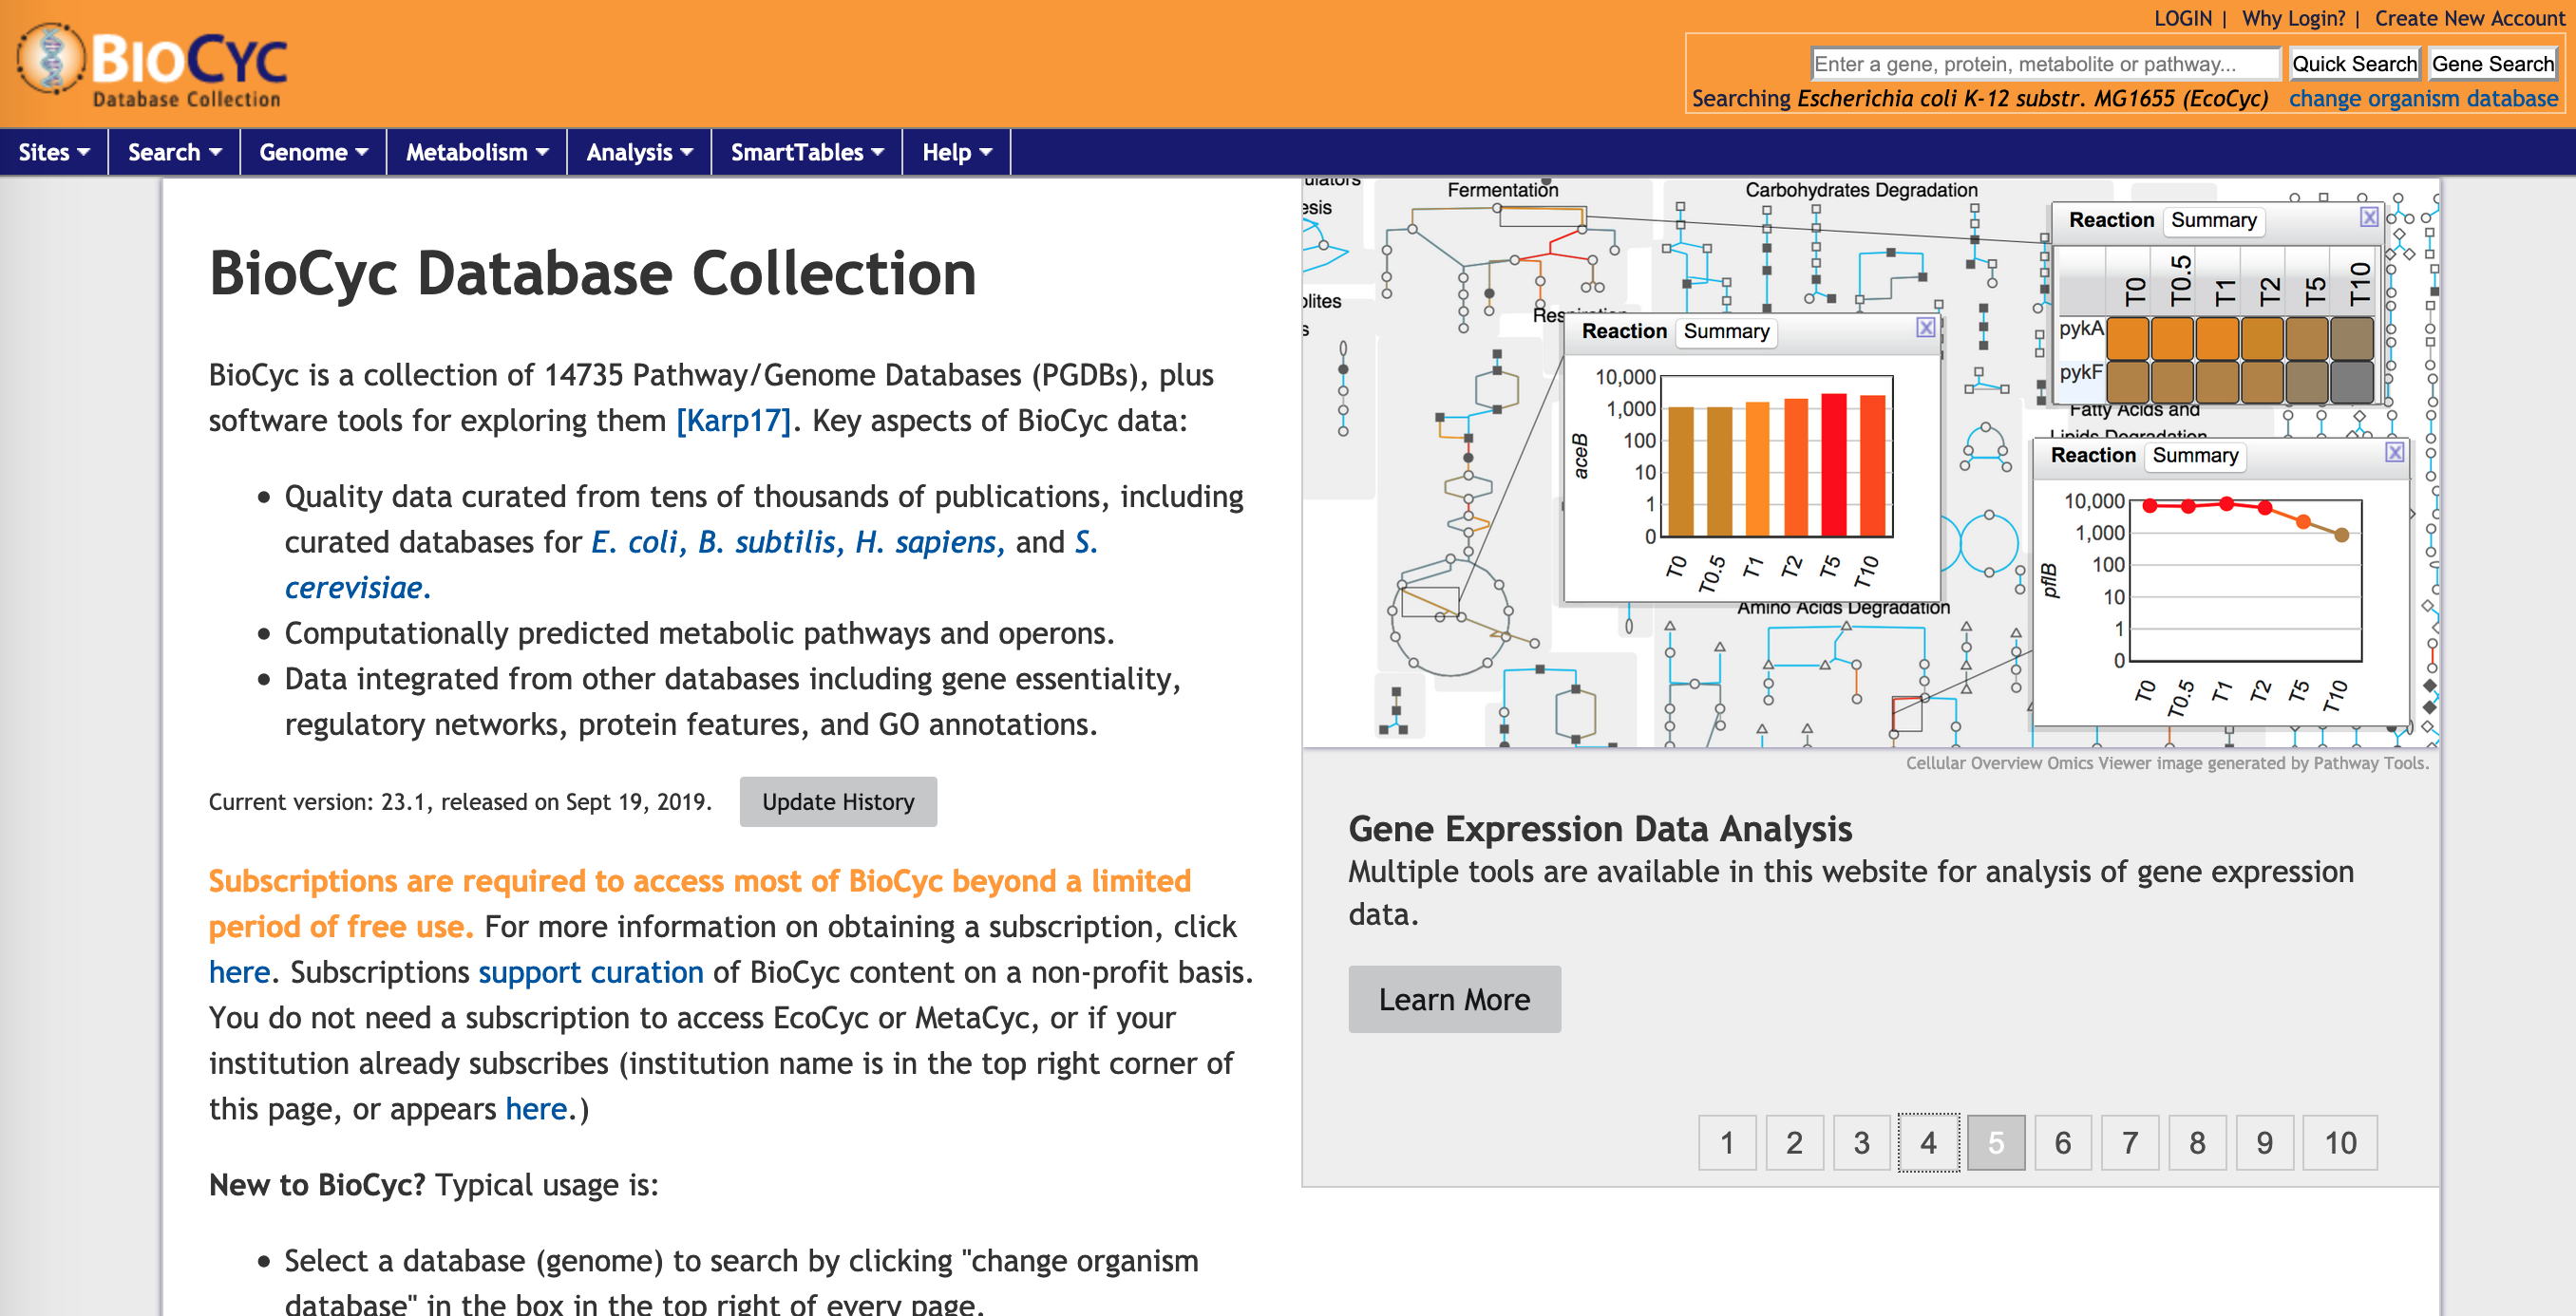 LOGIN | Why Login? | Create New Account
BIOCYC
Database Collection
Enter a gene, protein, metabolite or pathway... Quick Search Gene Search
Searching Escherichia coli K-12 substr. MG1655 (EcoCyc) change organism database
Sites Search Genome Metabolism Analysis SmartTables Help
BioCyc Database Collection
BioCyc is a collection of 14735 Pathway/Genome Databases (PGDBs), plus
software tools for exploring them [Karp17]. Key aspects of BioCyc data:
• Quality data curated from tens of thousands of publications, including
curated databases for E. coli, B. subtilis, H. sapiens, and S.
cerevisiae.
• Computationally predicted metabolic pathways and operons.
• Data integrated from other databases including gene essentiality,
regulatory networks, protein features, and GO annotations.
Current version: 23.1, released on Sept 19, 2019. Update History
Subscriptions are required to access most of BioCyc beyond a limited
period of free use. For more information on obtaining a subscription, click
here. Subscriptions support curation of BioCyc content on a non-profit basis.
You do not need a subscription to access EcoCyc or MetaCyc, or if your
institution already subscribes (institution name is in the top right corner of
this page, or appears here.)
New to BioCyc? Typical usage is:
• Select a database (genome) to search by clicking "change organism
database" in the box in the top right of every page.
Fermentation
Carbohydrates Degradation
Reaction Summary
T0 T0.5 T1 T2 T5 T10
pykA
pykF
Reaction Summary
10,000
1,000
100
10
1
0
aceB
T0 T0.5 T1 T2 T5 T10
Fatty Acids and
Lipids Degradation
Reaction Summary
10,000
1,000
100
10
1
0
pflB
T0 T0.5 T1 T2 T5 T10
Amino Acids Degradation
Cellular Overview Omics Viewer image generated by Pathway Tools.
Gene Expression Data Analysis
Multiple tools are available in this website for analysis of gene expression
data.
Learn More
1 2 3 4 5 6 7 8 9 10